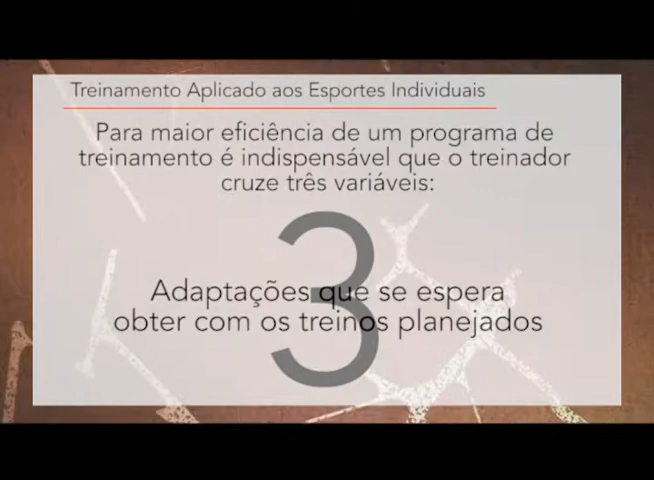 Treinamento Aplicado aos Esportes Individuais
Para maior eficiência de um programa de
treinamento é indispensável que o treinador
cruze três variáveis:
3
Adaptações que se espera
obter com os treinos planejados